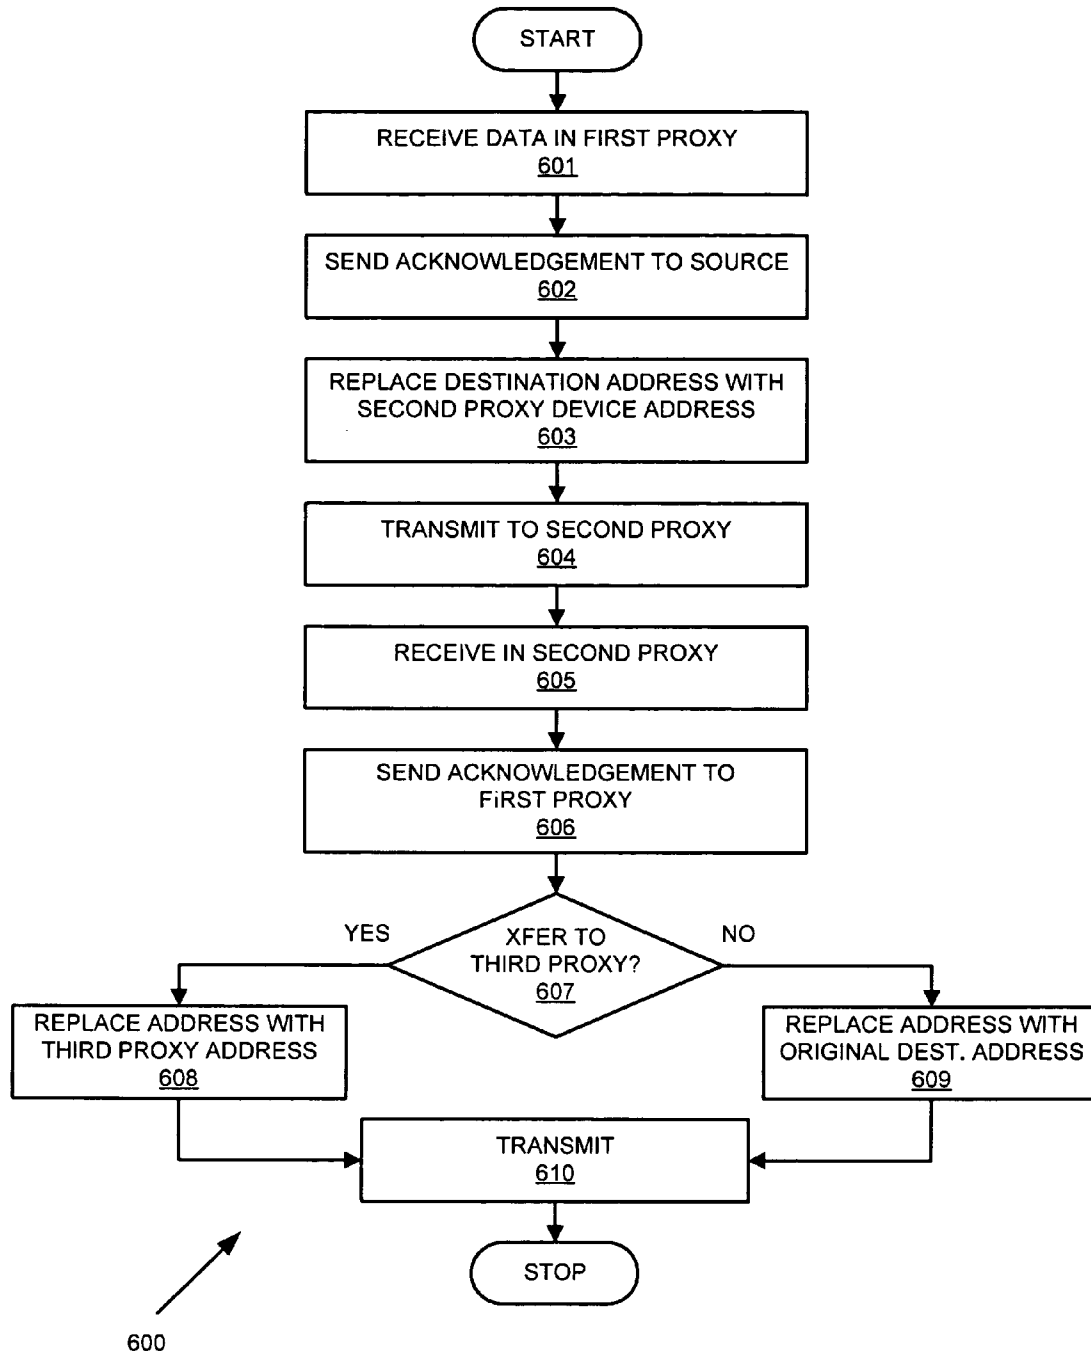 START
RECEIVE DATA IN FIRST PROXY
601
SEND ACKNOWLEDGEMENT TO SOURCE
602
REPLACE DESTINATION ADDRESS WITH
SECOND PROXY DEVICE ADDRESS
603
TRANSMIT TO SECOND PROXY
604
RECEIVE IN SECOND PROXY
605
SEND ACKNOWLEDGEMENT TO
FiRST PROXY
606
YES
XFER TO
THIRD PROXY?
607
NO
REPLACE ADDRESS WITH
THIRD PROXY ADDRESS
608
REPLACE ADDRESS WITH
ORIGINAL DEST. ADDRESS
609
TRANSMIT
610
STOP
600